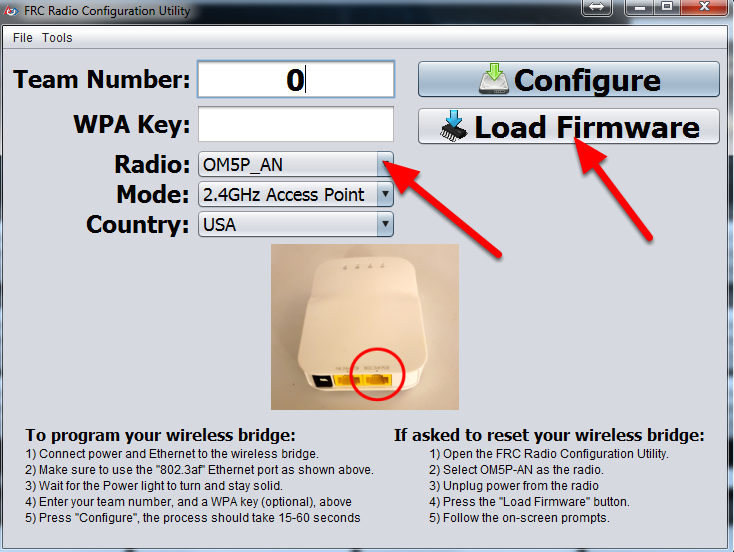 FRC Radio Configuration Utility
File Tools
Team Number: 0
Configure
WPA Key:
Load Firmware
Radio: OM5P_AN
Mode: 2.4GHz Access Point
Country: USA
To program your wireless bridge:
1) Connect power and Ethernet to the wireless bridge.
2) Make sure to use the "802.3af" Ethernet port as shown above.
3) Wait for the Power light to turn and stay solid.
4) Enter your team number, and a WPA key (optional), above
5) Press "Configure", the process should take 15-60 seconds
If asked to reset your wireless bridge:
1) Open the FRC Radio Configuration Utility.
2) Select OM5P-AN as the radio.
3) Unplug power from the radio
4) Press the "Load Firmware" button.
5) Follow the on-screen prompts.